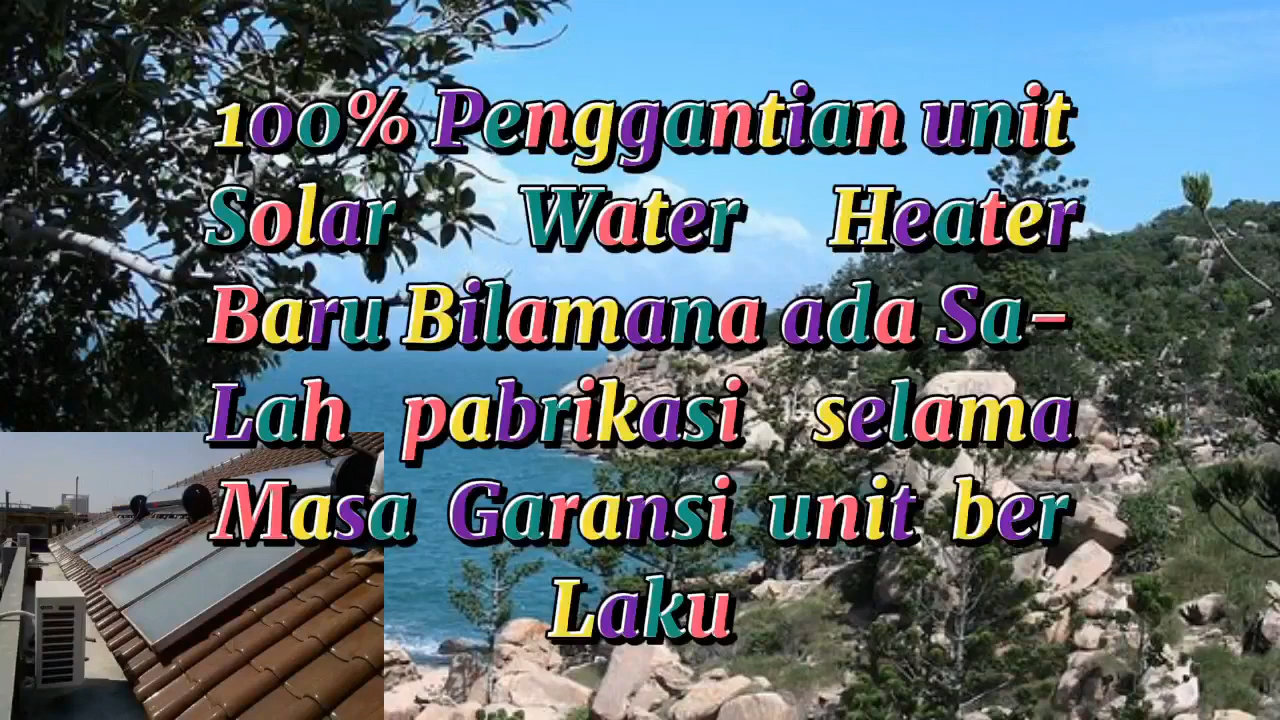 100% Penggantian unit
Solar Water Heater
Baru Bilamana ada Sa-
Lah pabrikasi selama
Masa Garansi unit ber
Laku